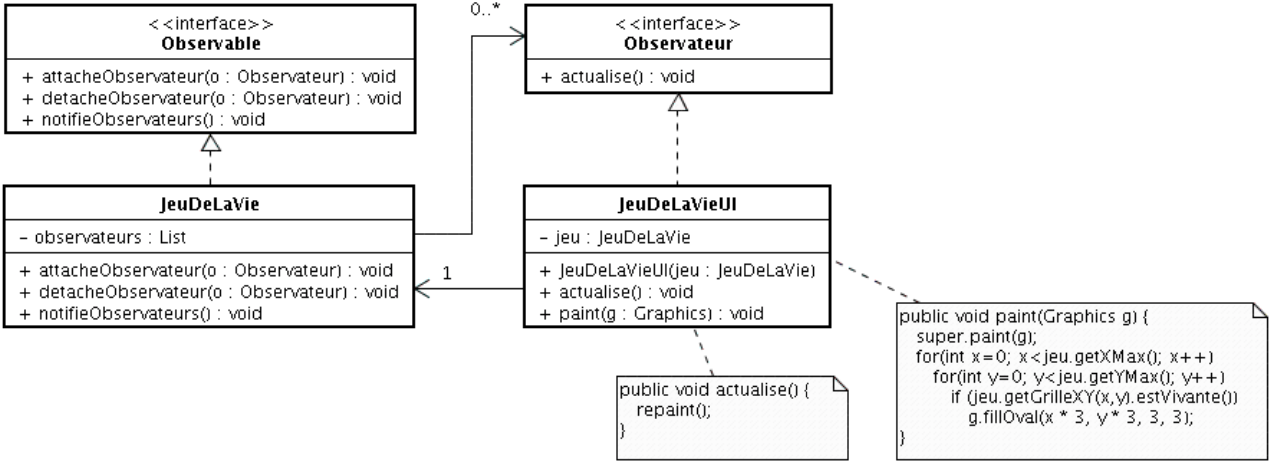 <<interface>>
Observable
+ attacheObservateur(o : Observateur) : void
+ detacheObservateur(o : Observateur) : void
+ notifieObservateurs() : void
0..*
<<interface>>
Observateur
+ actualise() : void
JeuDeLaVie
- observateurs : List
+ attacheObservateur(o : Observateur) : void
+ detacheObservateur(o : Observateur) : void
+ notifieObservateurs() : void
1
JeuDeLaVieUI
- jeu : JeuDeLaVie
+ JeuDeLaVieUI(jeu : JeuDeLaVie)
+ actualise() : void
+ paint(g : Graphics) : void
public void actualise() {
repaint();
}
public void paint(Graphics g) {
super.paint(g);
for(int x=0; x<jeu.getXMax(); x++)
for(int y=0; y<jeu.getYMax(); y++)
if (jeu.getGrilleXY(x,y).estVivante())
g.fillOval(x * 3, y * 3, 3, 3);
}